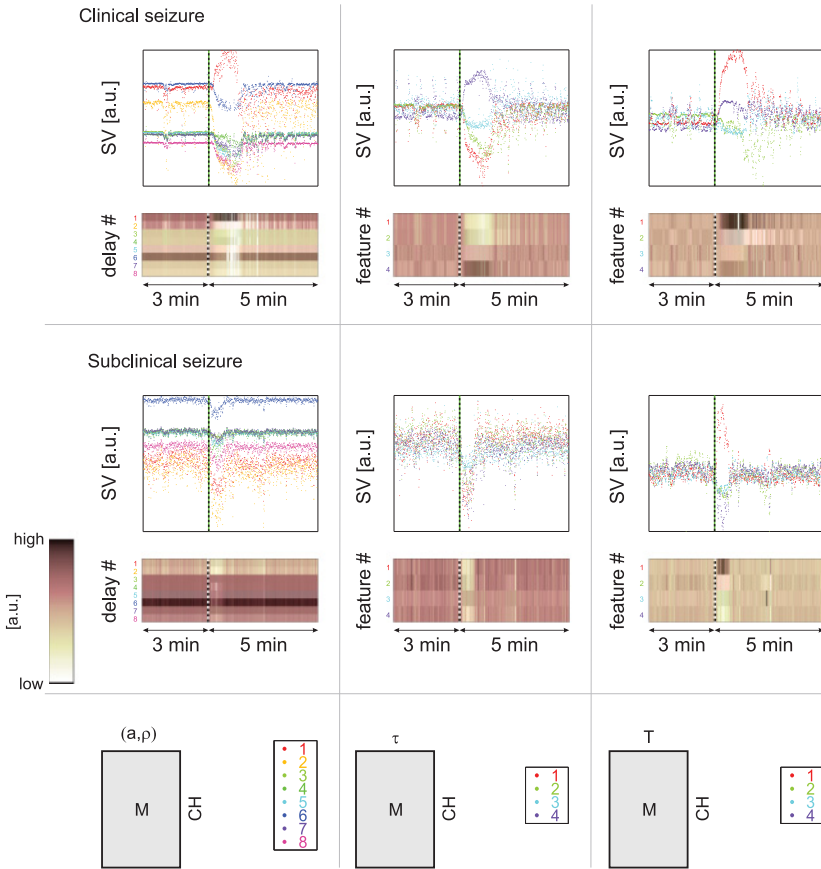 Clinical seizure
SV [a.u.]
SV [a.u.]
SV [a.u.]
delay #
1
2
3
4
5
6
7
8
feature #
1
2
3
4
feature #
1
2
3
4
3 min
5 min
3 min
5 min
3 min
5 min
Subclinical seizure
SV [a.u.]
SV [a.u.]
SV [a.u.]
high
[a.u.]
low
delay #
1
2
3
4
5
6
7
8
feature #
1
2
3
4
feature #
1
2
3
4
3 min
5 min
3 min
5 min
3 min
5 min
(a,ρ)
M
CH
1
2
3
4
5
6
7
8
τ
M
CH
1
2
3
4
T
M
CH
1
2
3
4